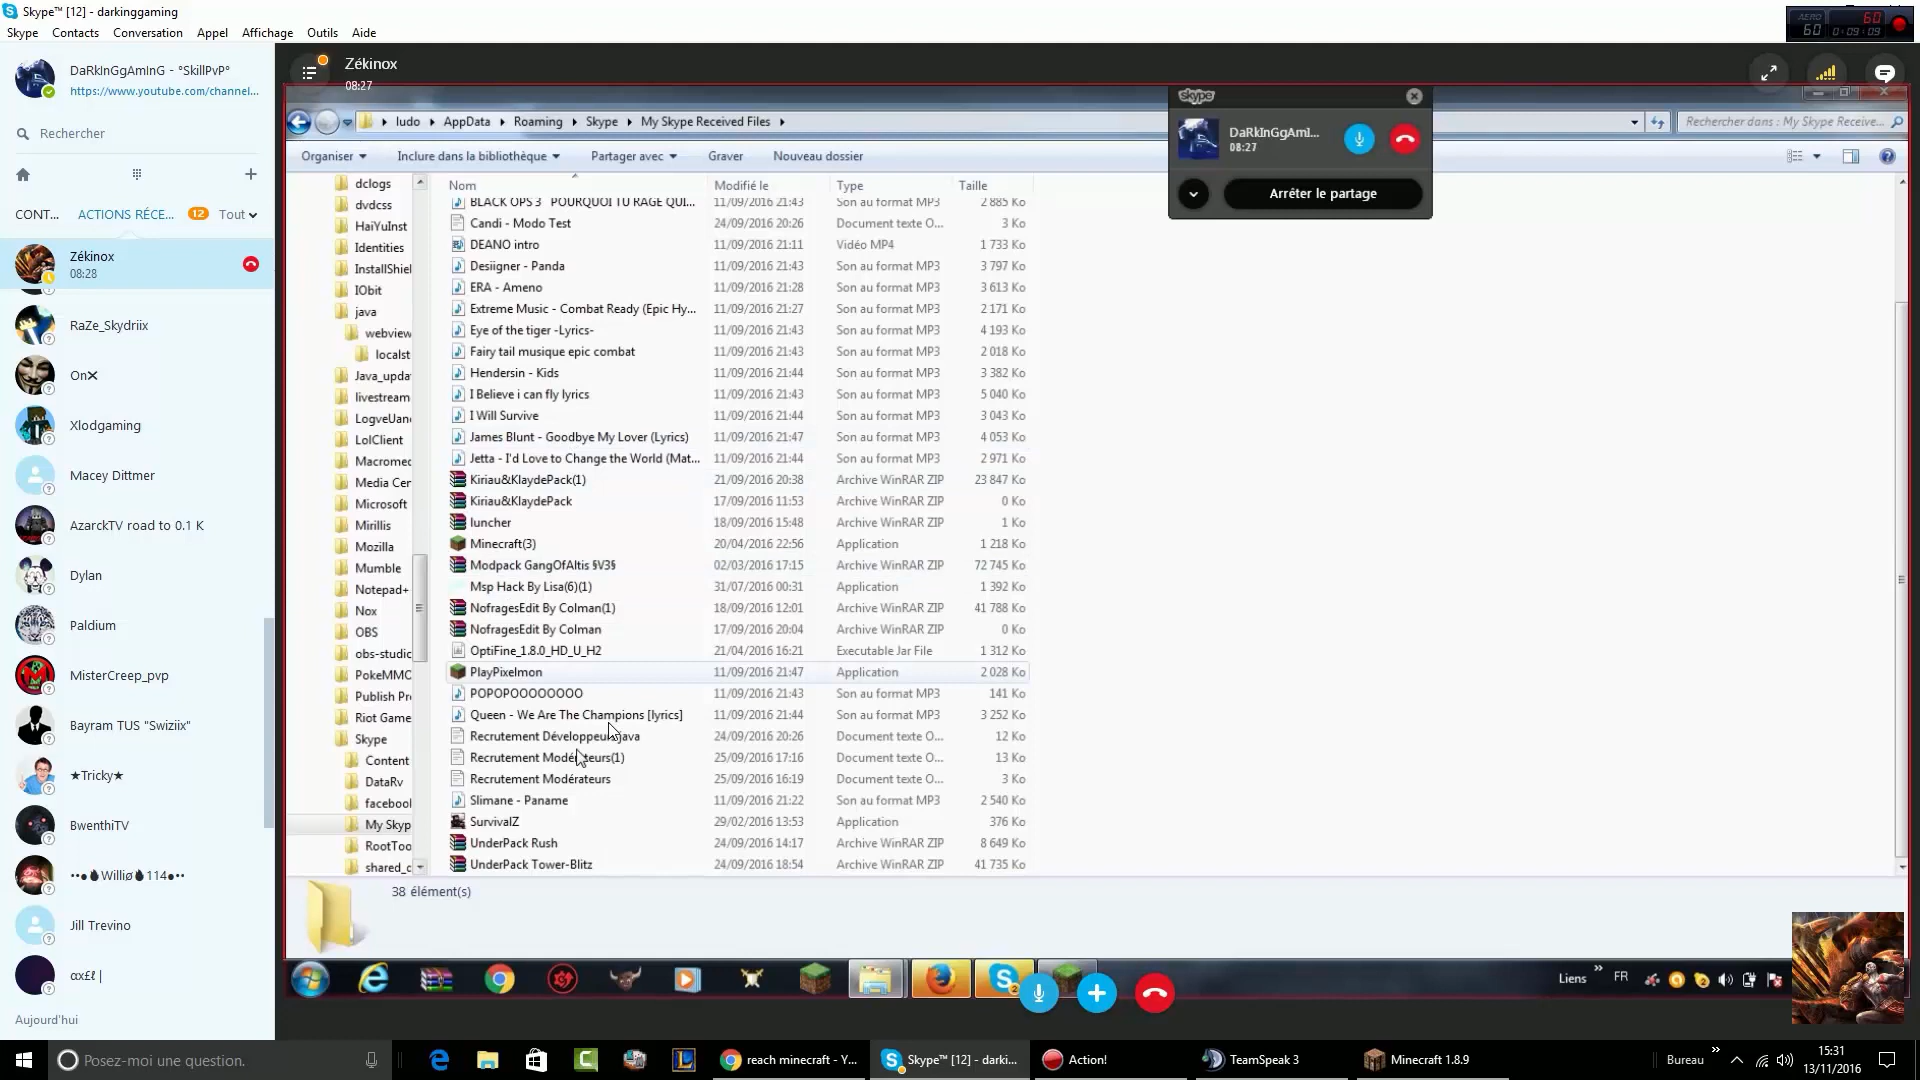 Skype™ [12] - darkinggaming
Skype Contacts Conversation Appel Affichage Outils Aide
AERO 60 60 0:09:09
DaRkInGgAmInG - °SkillPvP°
https://www.youtube.com/channel...
Rechercher
CONT... ACTIONS RÉCE... 12 Tout
Zékinox
08:28
RaZe_Skydriix
On✕
Xlodgaming
Macey Dittmer
AzarckTV road to 0.1 K
Dylan
Paldium
MisterCreep_pvp
Bayram TUS "Swiziix"
★Tricky★
BwenthiTV
••●Williø114●••
Jill Trevino
αx£ℓ |
Aujourd'hui
Zékinox
08:27
skype
DaRkInGgAmI...
08:27
Arrêter le partage
ludo AppData Roaming Skype My Skype Received Files
Rechercher dans : My Skype Receive...
Organiser Inclure dans la bibliothèque Partager avec Graver Nouveau dossier
dclogs
dvdcss
HaiYuInst
Identities
InstallShiel
IObit
java
webview
localst
Java_upda
livestream
LogveUan
LolClient
Macromed
Media Cer
Microsoft
Mirillis
Mozilla
Mumble
Notepad+
Nox
OBS
obs-studio
PokeMMO
Publish Pr
Riot Game
Skype
Content
DataRv
facebook
My Skyp
RootToo
shared_c
Nom Modifié le Type Taille
BLACK OPS 3 POURQUOI TU RAGE QUI... 11/09/2016 21:43 Son au format MP3 2 885 Ko
Candi - Modo Test 24/09/2016 20:26 Document texte O... 3 Ko
DEANO intro 11/09/2016 21:11 Vidéo MP4 1 733 Ko
Desiigner - Panda 11/09/2016 21:43 Son au format MP3 3 797 Ko
ERA - Ameno 11/09/2016 21:28 Son au format MP3 3 613 Ko
Extreme Music - Combat Ready (Epic Hy... 11/09/2016 21:27 Son au format MP3 2 171 Ko
Eye of the tiger -Lyrics- 11/09/2016 21:43 Son au format MP3 4 193 Ko
Fairy tail musique epic combat 11/09/2016 21:43 Son au format MP3 2 018 Ko
Hendersin - Kids 11/09/2016 21:44 Son au format MP3 3 382 Ko
I Believe i can fly lyrics 11/09/2016 21:43 Son au format MP3 5 040 Ko
I Will Survive 11/09/2016 21:44 Son au format MP3 3 043 Ko
James Blunt - Goodbye My Lover (Lyrics) 11/09/2016 21:47 Son au format MP3 4 053 Ko
Jetta - I'd Love to Change the World (Mat... 11/09/2016 21:44 Son au format MP3 2 971 Ko
Kiriau&KlaydePack(1) 21/09/2016 20:38 Archive WinRAR ZIP 23 847 Ko
Kiriau&KlaydePack 17/09/2016 11:53 Archive WinRAR ZIP 0 Ko
luncher 18/09/2016 15:48 Archive WinRAR ZIP 1 Ko
Minecraft(3) 20/04/2016 22:56 Application 1 218 Ko
Modpack GangOfAltis §V3§ 02/03/2016 17:15 Archive WinRAR ZIP 72 745 Ko
Msp Hack By Lisa(6)(1) 31/07/2016 00:31 Application 1 392 Ko
NofragesEdit By Colman(1) 18/09/2016 12:01 Archive WinRAR ZIP 41 788 Ko
NofragesEdit By Colman 17/09/2016 20:04 Archive WinRAR ZIP 0 Ko
OptiFine_1.8.0_HD_U_H2 21/04/2016 16:21 Executable Jar File 1 312 Ko
PlayPixelmon 11/09/2016 21:47 Application 2 028 Ko
POPOPOOOOOOOO 11/09/2016 21:43 Son au format MP3 141 Ko
Queen - We Are The Champions [lyrics] 11/09/2016 21:44 Son au format MP3 3 252 Ko
Recrutement Développeur java 24/09/2016 20:26 Document texte O... 12 Ko
Recrutement Modérateurs(1) 25/09/2016 17:16 Document texte O... 13 Ko
Recrutement Modérateurs 25/09/2016 16:19 Document texte O... 3 Ko
Slimane - Paname 11/09/2016 21:22 Son au format MP3 2 540 Ko
SurvivalZ 29/02/2016 13:53 Application 376 Ko
UnderPack Rush 24/09/2016 14:17 Archive WinRAR ZIP 8 649 Ko
UnderPack Tower-Blitz 24/09/2016 18:54 Archive WinRAR ZIP 41 735 Ko
38 élément(s)
Liens » FR
Posez-moi une question.
reach minecraft - Y...
Skype™ [12] - darki...
Action!
TeamSpeak 3
Minecraft 1.8.9
Bureau »
15:31
13/11/2016